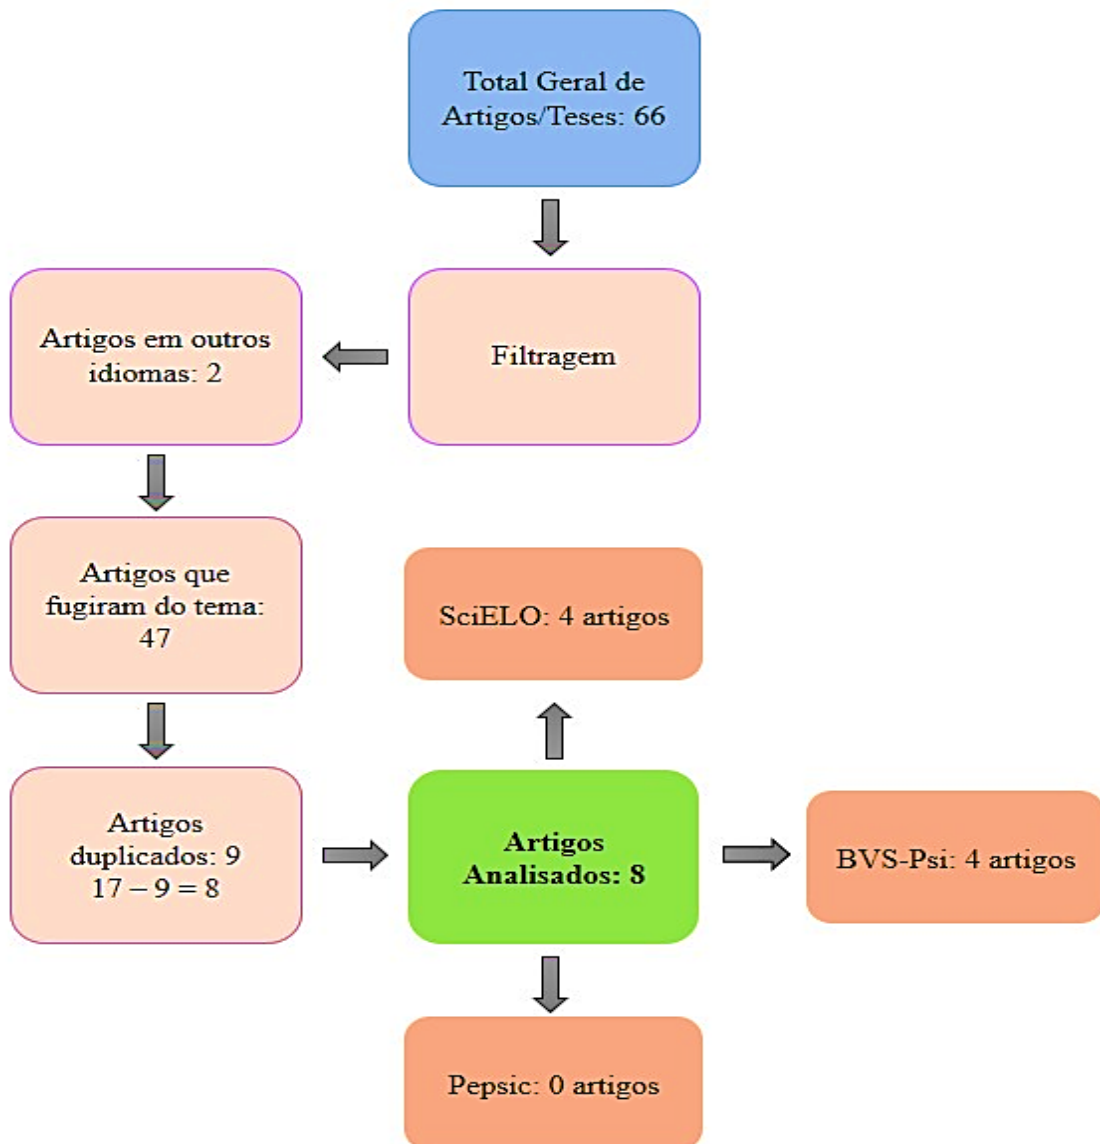 Total Geral de
Artigos/Teses: 66
Filtragem
Artigos em outros
idiomas: 2
Artigos que
fugiram do tema:
47
Artigos
duplicados: 9
17 – 9 = 8
Artigos
Analisados: 8
SciELO: 4 artigos
BVS-Psi: 4 artigos
Pepsic: 0 artigos